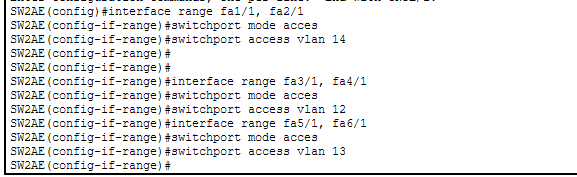 SW2AE(config)#interface range fa1/1, fa2/1
SW2AE(config-if-range)#switchport mode acces
SW2AE(config-if-range)#switchport access vlan 14
SW2AE(config-if-range)#
SW2AE(config-if-range)#
SW2AE(config-if-range)#interface range fa3/1, fa4/1
SW2AE(config-if-range)#switchport mode acces
SW2AE(config-if-range)#switchport access vlan 12
SW2AE(config-if-range)#interface range fa5/1, fa6/1
SW2AE(config-if-range)#switchport mode acces
SW2AE(config-if-range)#switchport access vlan 13
SW2AE(config-if-range)#